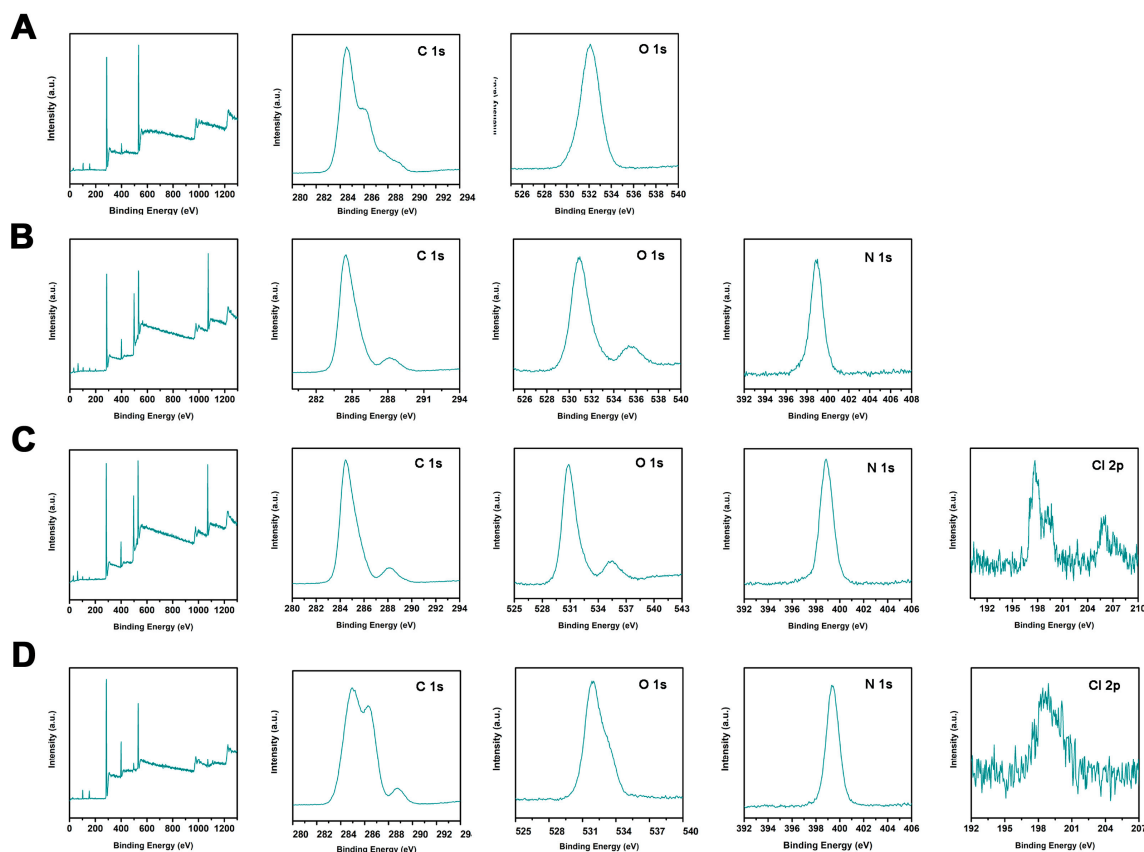 A
Intensity (a.u.)
0 200 400 600 800 1000 1200
Binding Energy (eV)
C 1s
Intensity (a.u.)
280 282 284 286 288 290 292 294
Binding Energy (eV)
O 1s
526 528 530 532 534 536 538 540
Binding Energy (eV)
B
Intensity (a.u.)
0 200 400 600 800 1000 1200
Binding Energy (eV)
C 1s
Intensity (a.u.)
282 285 288 291 294
Binding Energy (eV)
O 1s
Intensity (a.u.)
526 528 530 532 534 536 538 540
Binding Energy (eV)
N 1s
Intensity (a.u.)
392 394 396 398 400 402 404 406 408
Binding Energy (eV)
C
Intensity (a.u.)
0 200 400 600 800 1000 1200
Binding Energy (eV)
C 1s
Intensity (a.u.)
280 282 284 286 288 290 292 294
Binding Energy (eV)
O 1s
Intensity (a.u.)
525 528 531 534 537 540 543
Binding Energy (eV)
N 1s
Intensity (a.u.)
392 394 396 398 400 402 404 406
Binding Energy (eV)
Cl 2p
Intensity (a.u.)
192 195 198 201 204 207 210
Binding Energy (eV)
D
Intensity (a.u.)
0 200 400 600 800 1000 1200
Binding Energy (eV)
C 1s
Intensity (a.u.)
280 282 284 286 288 290 292 29
Binding Energy (eV)
O 1s
Intensity (a.u.)
525 528 531 534 537 540
Binding Energy (eV)
N 1s
Intensity (a.u.)
392 394 396 398 400 402 404 406
Binding Energy (eV)
Cl 2p
Intensity (a.u.)
192 195 198 201 204 207
Binding Energy (eV)